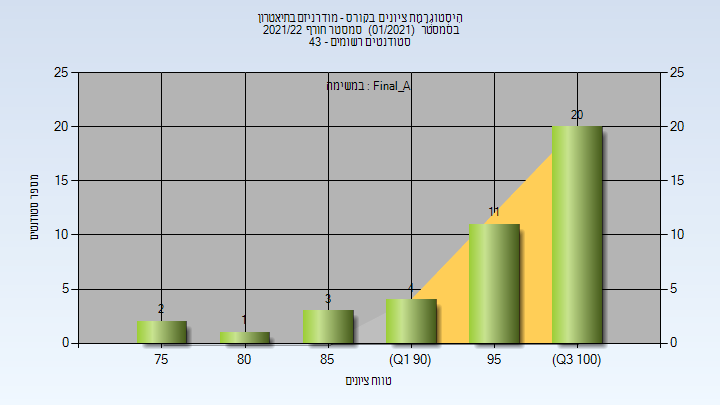 היסטוגרמת ציונים בקורס - מודרניזם בתיאטרון
בסמסטר (01/2021) סמסטר חורף 2021/22
סטודנטים רשומים - 43
במשימה : Final_A
25 25
20 20
15 15
10 10
5 5
0 0
2 1 3 4 11 20
75 80 85 (Q1 90) 95 (Q3 100)
מספר סטודנטים
טווח ציונים